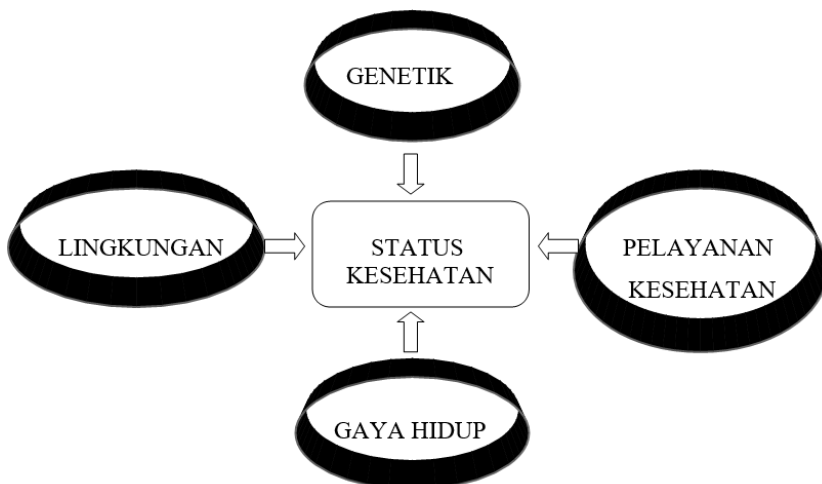 GENETIK
LINGKUNGAN
STATUS
KESEHATAN
PELAYANAN
KESEHATAN
GAYA HIDUP